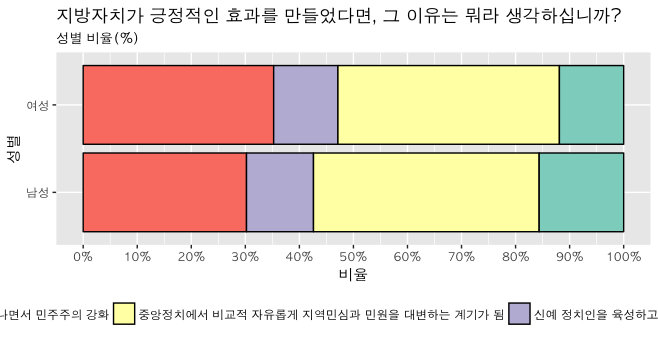 지방자치가 긍정적인 효과를 만들었다면, 그 이유는 뭐라 생각하십니까?
성별 비율(%)
여성
성별
남성
0% 10% 20% 30% 40% 50% 60% 70% 80% 90% 100%
비율
나면서 민주주의 강화 중앙정치에서 비교적 자유롭게 지역민심과 민원을 대변하는 계기가 됨 신예 정치인을 육성하고